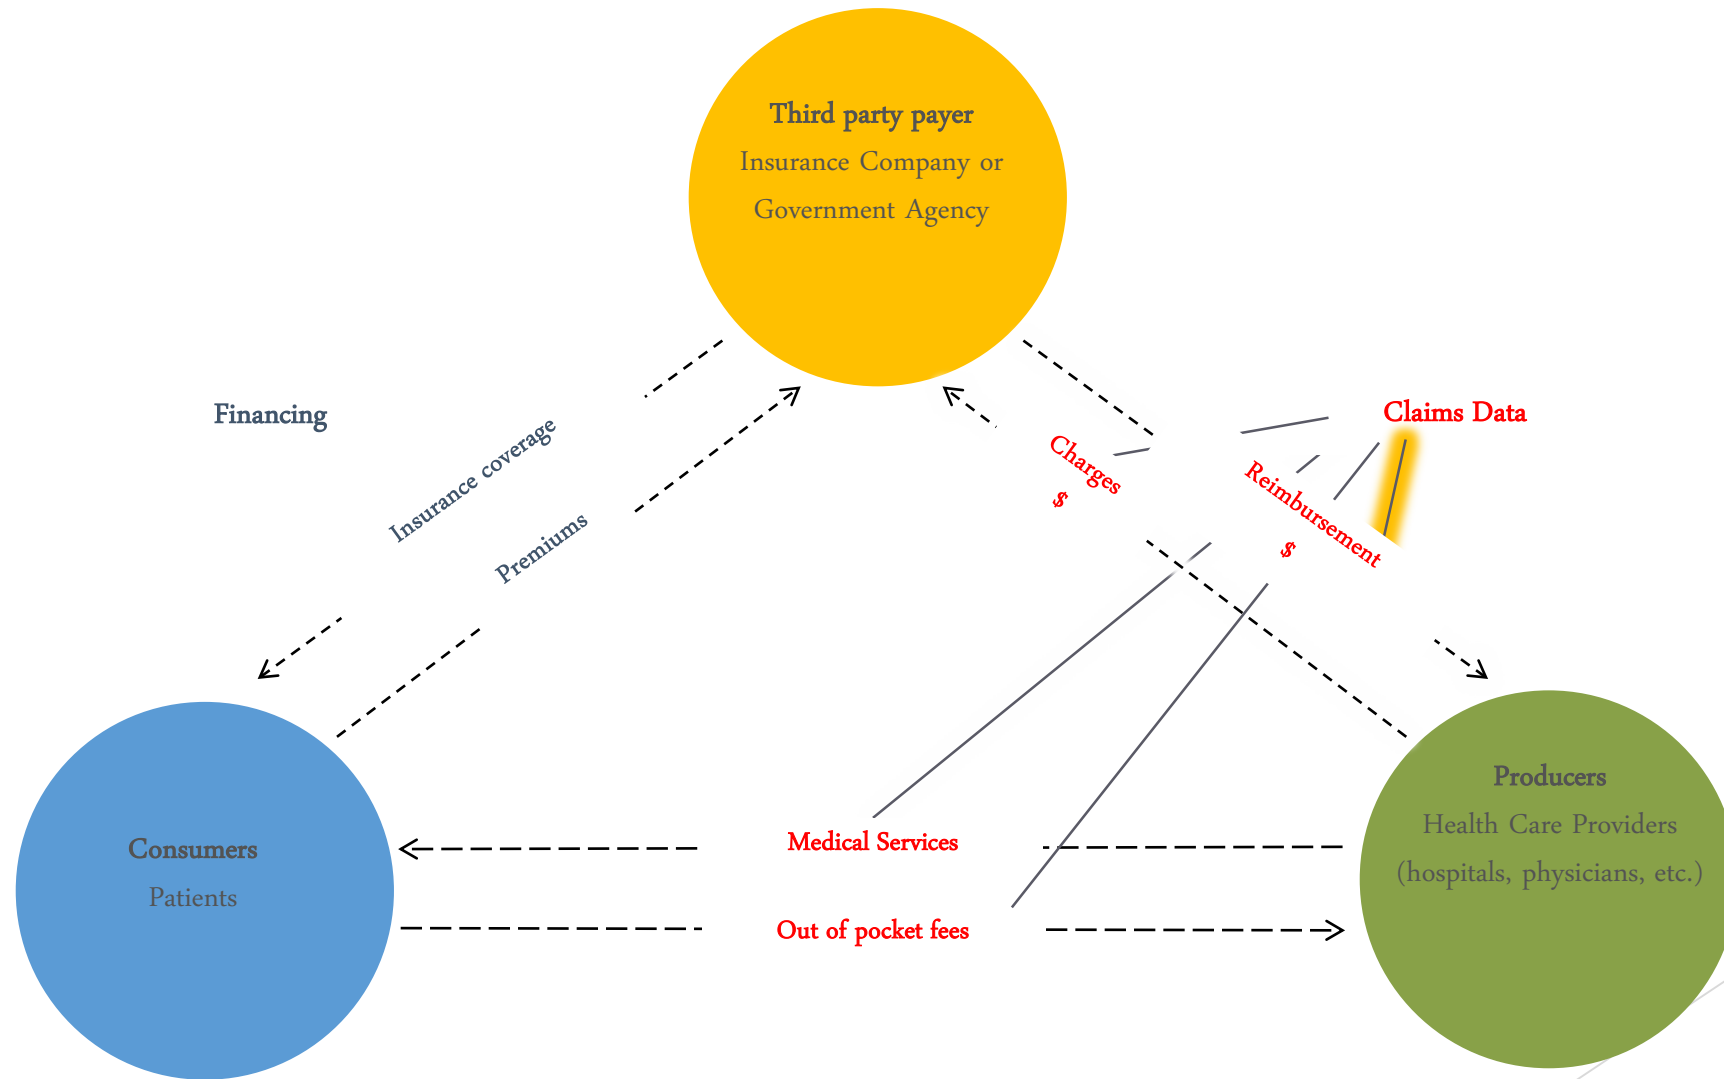 Third party payer
Insurance Company or
Government Agency
Financing
Insurance coverage
Premiums
Charges
$
Claims Data
Reimbursement
$
Consumers
Patients
Medical Services
Out of pocket fees
Producers
Health Care Providers
(hospitals, physicians, etc.)